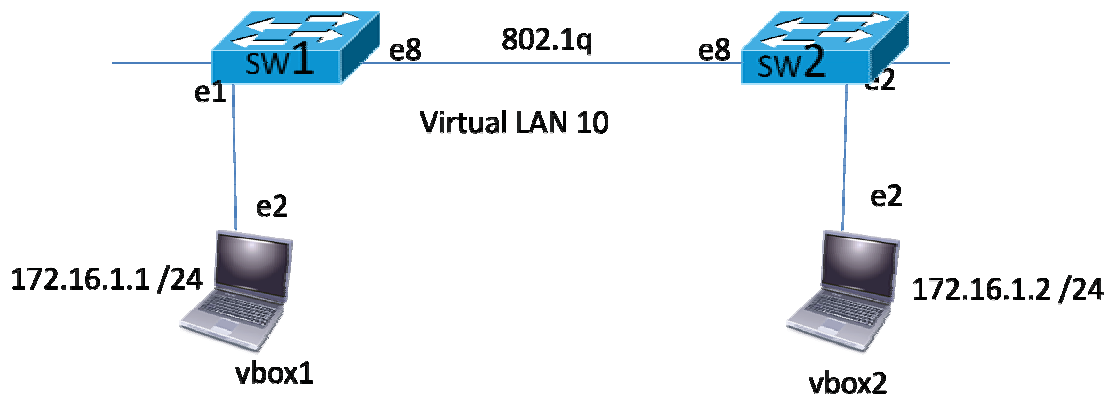 sw1
e8
802.1q
e8
sw2
e1
e2
Virtual LAN 10
e2
e2
172.16.1.1 /24
172.16.1.2 /24
vbox1
vbox2